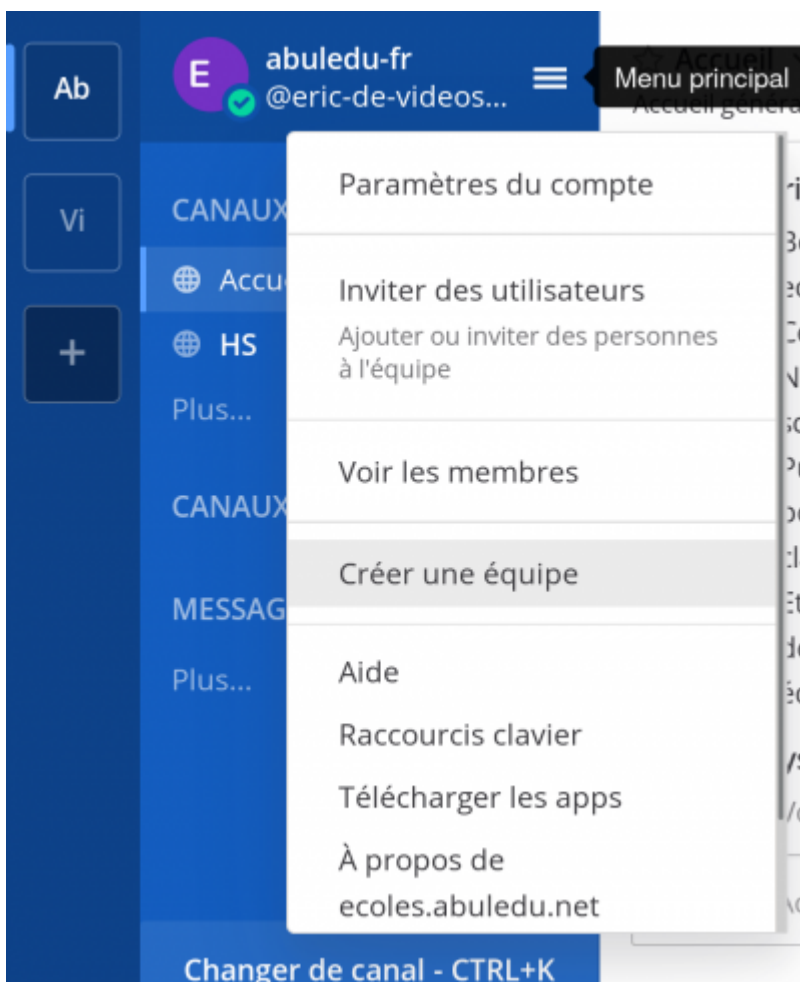 Ab
Vi
+
E
abuledu-fr
@eric-de-videos...
Menu principal
Accueil
CANAUX
Accu
HS
Plus...
CANAUX
MESSAG
Plus...
Paramètres du compte
Inviter des utilisateurs
Ajouter ou inviter des personnes
à l'équipe
Voir les membres
Créer une équipe
Aide
Raccourcis clavier
Télécharger les apps
À propos de
ecoles.abuledu.net
Changer de canal - CTRL+K